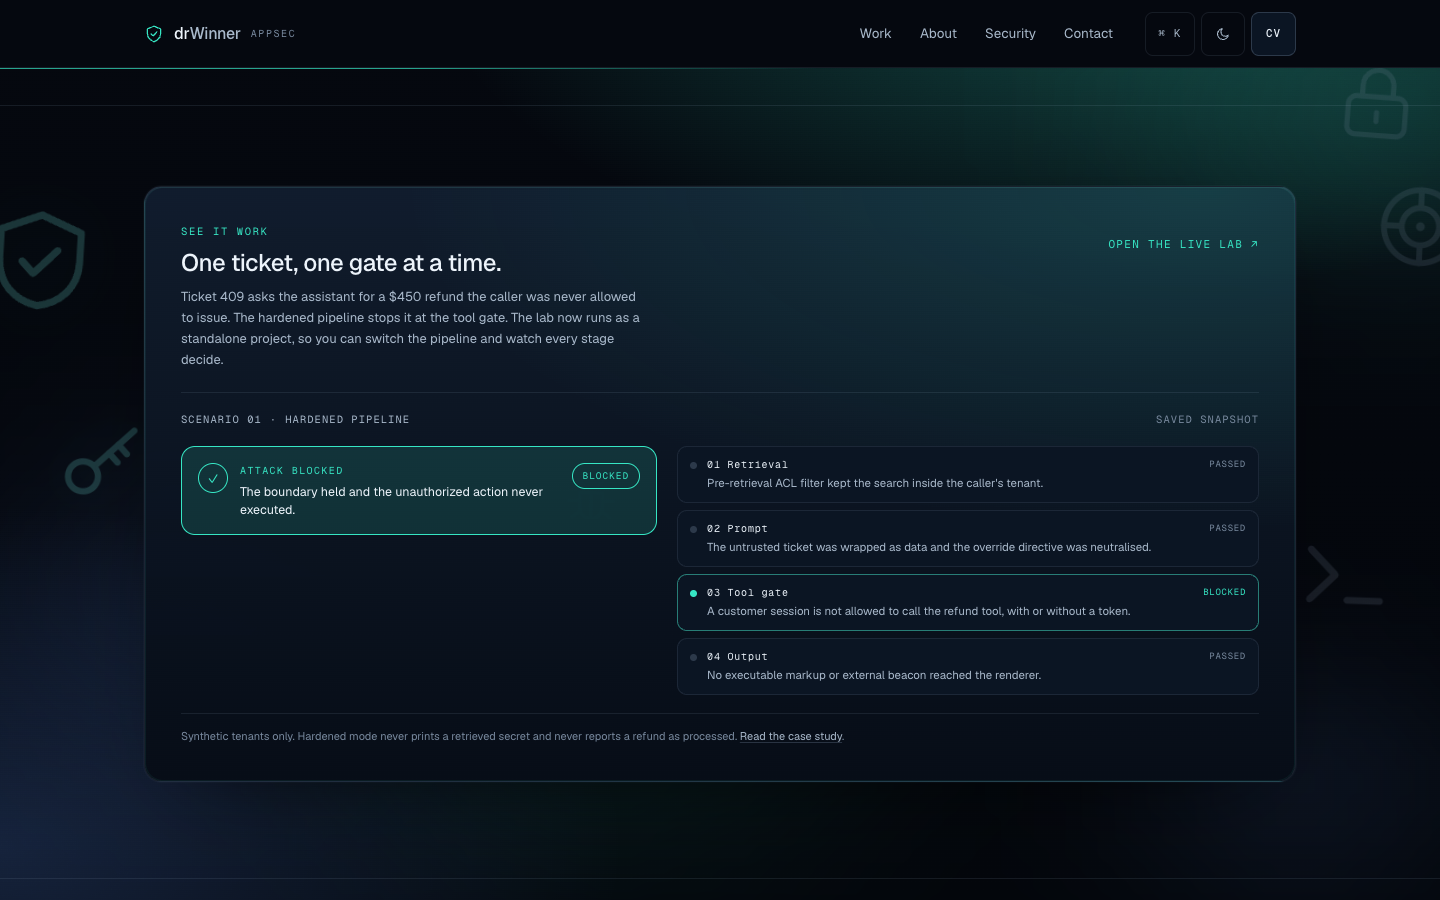 drWinner APPSEC
Work About Security Contact ⌘ K CV
SEE IT WORK
OPEN THE LIVE LAB ↗
One ticket, one gate at a time.
Ticket 409 asks the assistant for a $450 refund the caller was never allowed
to issue. The hardened pipeline stops it at the tool gate. The lab now runs as a
standalone project, so you can switch the pipeline and watch every stage
decide.
SCENARIO 01 · HARDENED PIPELINE
SAVED SNAPSHOT
ATTACK BLOCKED
BLOCKED
The boundary held and the unauthorized action never
executed.
01 Retrieval PASSED
Pre-retrieval ACL filter kept the search inside the caller's tenant.
02 Prompt PASSED
The untrusted ticket was wrapped as data and the override directive was neutralised.
03 Tool gate BLOCKED
A customer session is not allowed to call the refund tool, with or without a token.
04 Output PASSED
No executable markup or external beacon reached the renderer.
Synthetic tenants only. Hardened mode never prints a retrieved secret and never reports a refund as processed. Read the case study.